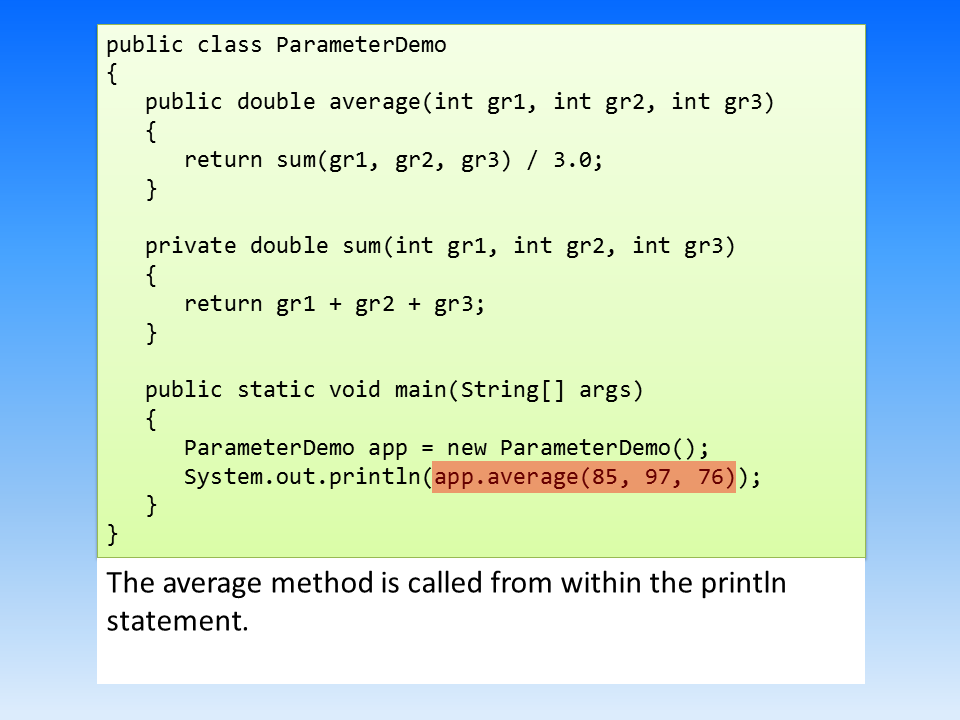 public class ParameterDemo
{
   public double average(int gr1, int gr2, int gr3)
   {
      return sum(gr1, gr2, gr3) / 3.0;
   }

   private double sum(int gr1, int gr2, int gr3)
   {
      return gr1 + gr2 + gr3;
   }

   public static void main(String[] args)
   {
      ParameterDemo app = new ParameterDemo();
      System.out.println(app.average(85, 97, 76));
   }
}
The average method is called from within the println
statement.